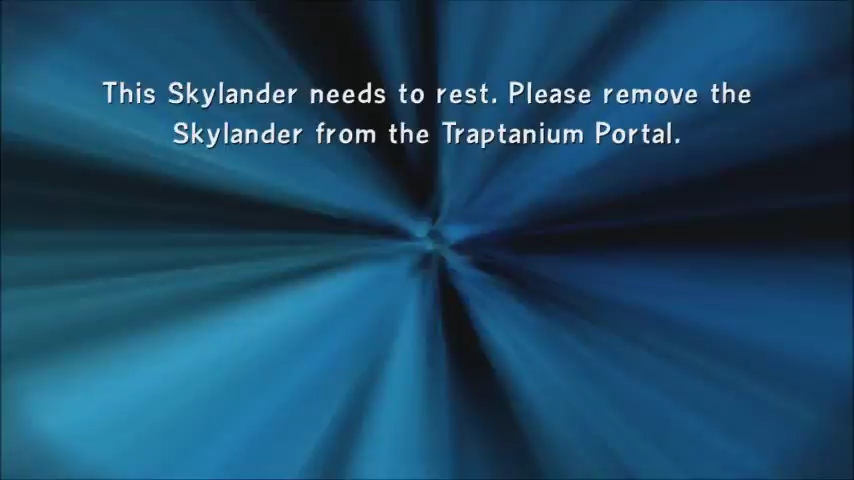 This Skylander needs to rest. Please remove the
Skylander from the Traptanium Portal.